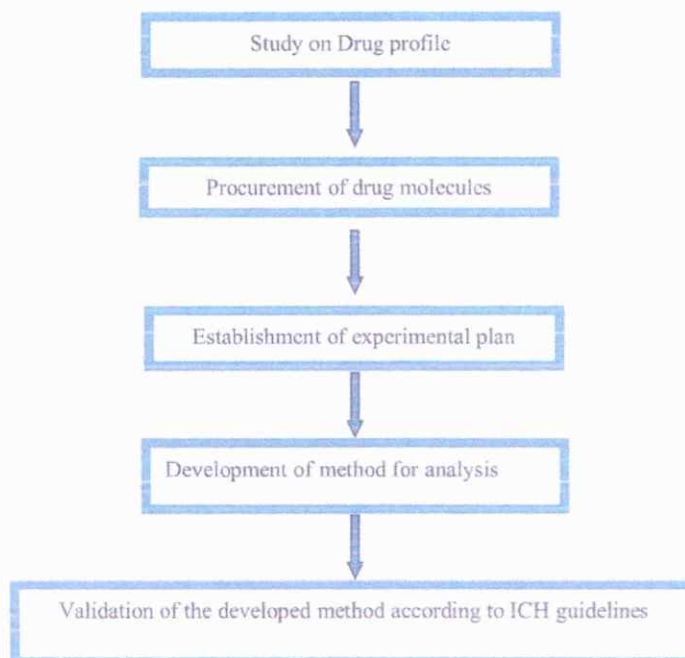 Study on Drug profile
Procurement of drug molecules
Establishment of experimental plan
Development of method for analysis
Validation of the developed method according to ICH guidelines